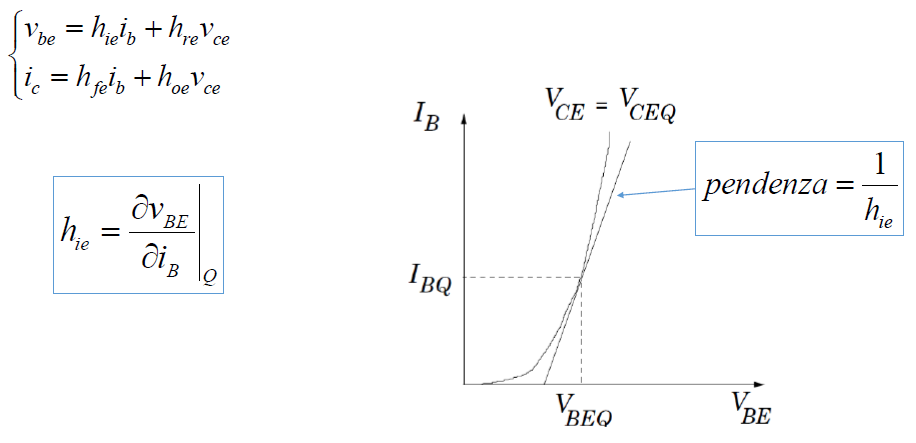 v_be = h_ie i_b + h_re v_ce
i_c = h_fe i_b + h_oe v_ce
h_ie = ∂v_BE / ∂i_B |_Q
I_B
V_CE = V_CEQ
pendenza = 1 / h_ie
I_BQ
V_BEQ
V_BE